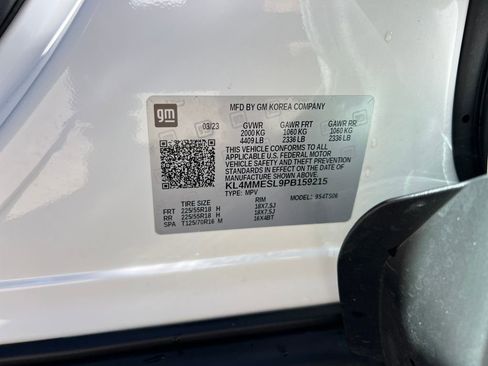 gm
MFD BY GM KOREA COMPANY
03/23 GVWR GAWR FRT GAWR RR
2000 KG 1060 KG 1060 KG
4409 LB 2336 LB 2336 LB
THIS VEHICLE CONFORMS TO ALL
APPLICABLE U.S. FEDERAL MOTOR
VEHICLE SAFETY AND THEFT
PREVENTION STANDARDS IN
EFFECT ON THE DATE OF
MANUFACTURE SHOWN ABOVE.
KL4MMESL9PB159215
TYPE: MPV MODEL: 954TS06
TIRE SIZE RIM
FRT 225/55R18 H 18X7.5J
RR 225/55R18 H 18X7.5J
SPA T125/70R16 M 16X4BT